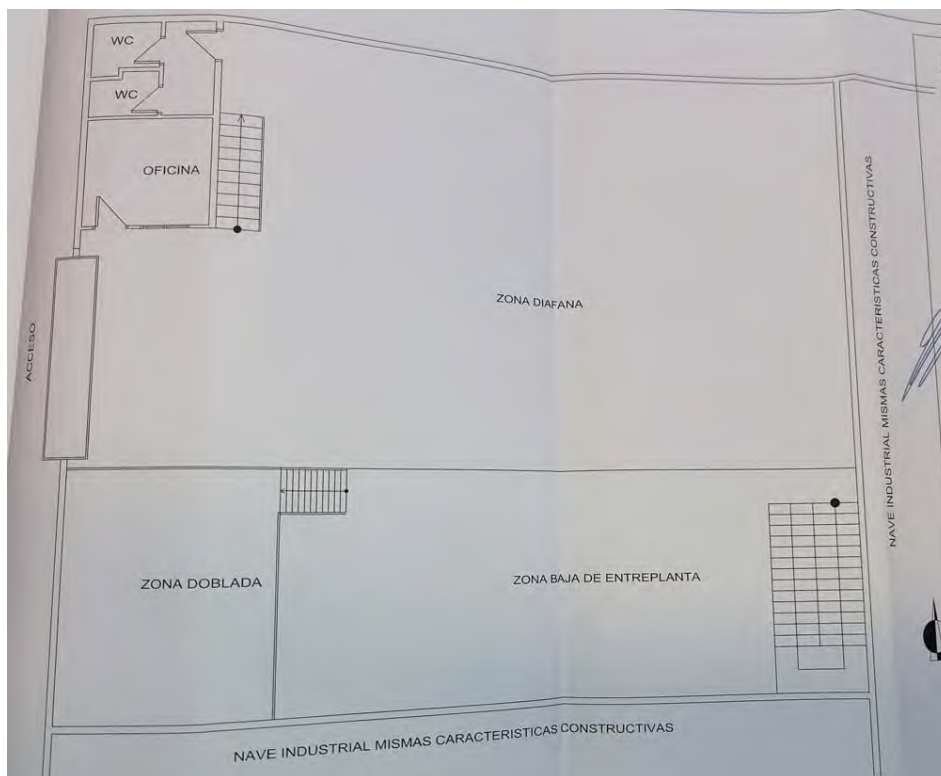 WC
WC
OFICINA
ZONA DIAFANA
ACCESO
NAVE INDUSTRIAL MISMAS CARACTERISTICAS CONSTRUCTIVAS
ZONA DOBLADA
ZONA BAJA DE ENTREPLANTA
NAVE INDUSTRIAL MISMAS CARACTERISTICAS CONSTRUCTIVAS